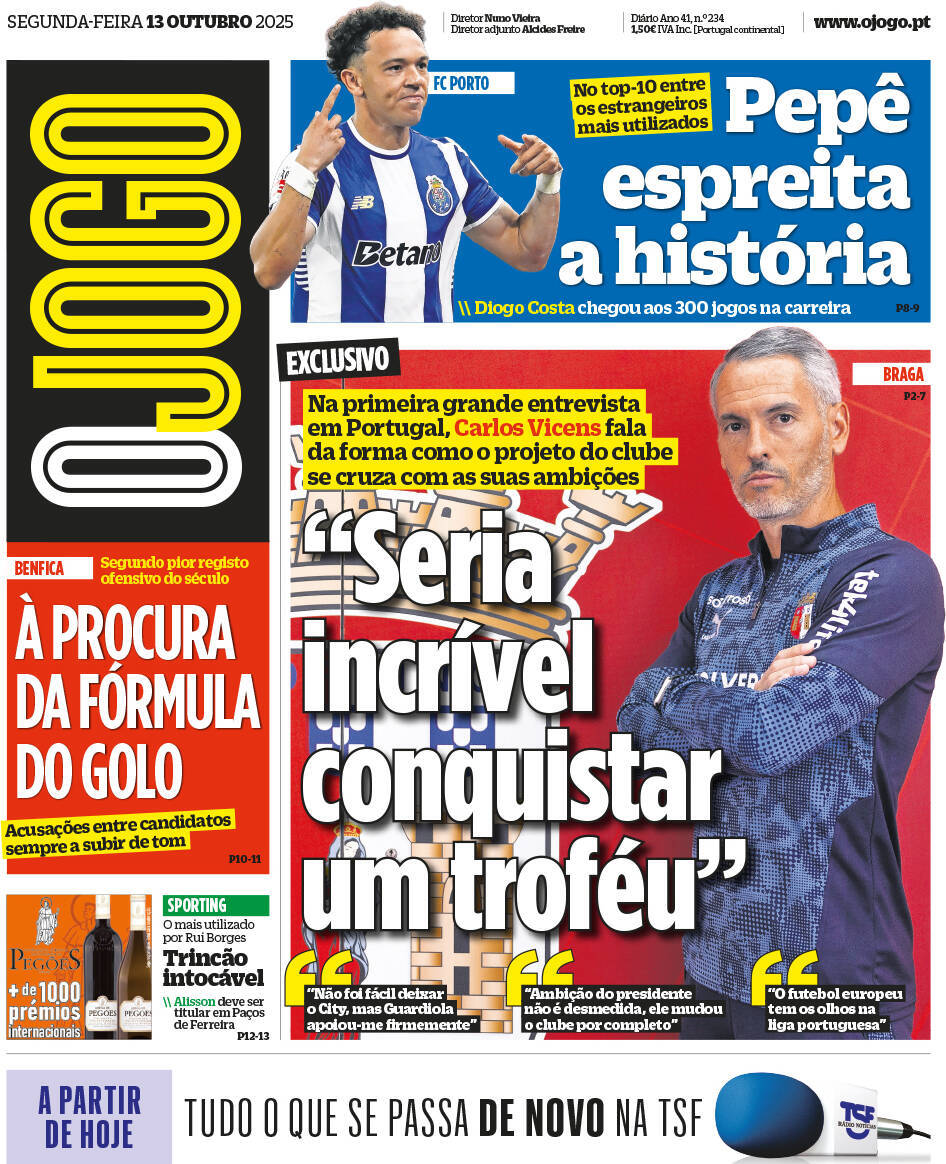 SEGUNDA-FEIRA 13 OUTUBRO 2025
Diretor Nuno Vieira
Diretor adjunto Alcides Freire
Diário Ano 41, n.º 234
1,50€ IVA Inc. [Portugal continental]
www.ojogo.pt
O JOGO
FC PORTO
No top-10 entre
os estrangeiros
mais utilizados
Pepê
espreita
a história
\\ Diogo Costa chegou aos 300 jogos na carreira
P8-9
Betano
EXCLUSIVO
BRAGA
P2-7
Na primeira grande entrevista
em Portugal, Carlos Vicens fala
da forma como o projeto do clube
se cruza com as suas ambições
“Seria
incrível
conquistar
um troféu”
“Não foi fácil deixar
o City, mas Guardiola
apoiou-me firmemente”
“Ambição do presidente
não é desmedida, ele mudou
o clube por completo”
“O futebol europeu
tem os olhos na
liga portuguesa”
BENFICA
Segundo pior registo
ofensivo do século
À PROCURA
DA FÓRMULA
DO GOLO
Acusações entre candidatos
sempre a subir de tom
P10-11
PEGÕES
+ de 1000
prémios
internacionais
PEGÕES
PEGÕES
SPORTING
O mais utilizado
por Rui Borges
Trincão
intocável
\\ Alisson deve ser
titular em Paços
de Ferreira
P12-13
A PARTIR
DE HOJE
TUDO O QUE SE PASSA DE NOVO NA TSF
TSF
RÁDIO NOTÍCIAS